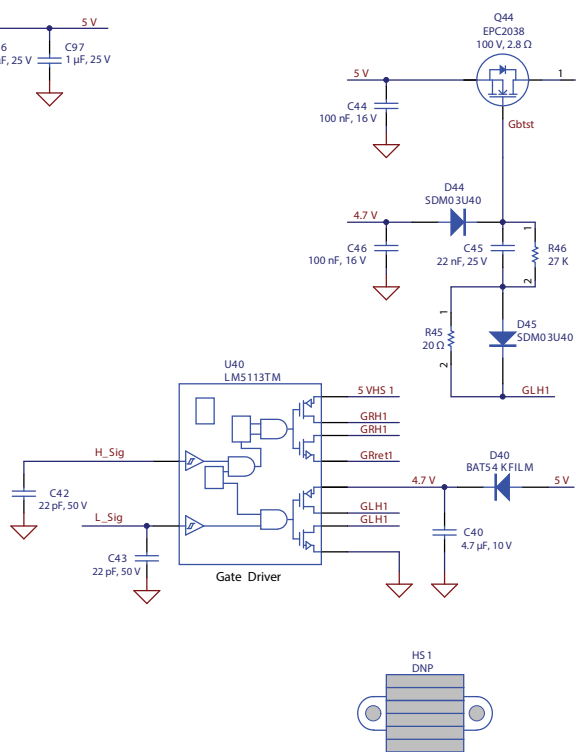 5 V
6
C97
F, 25 V
1 µF, 25 V
Q44
EPC2038
100 V, 2.8 Ω
5 V
1
C44
100 nF, 16 V
Gbtst
D44
SDM03U40
4.7 V
1
C46
100 nF, 16 V
C45
22 nF, 25 V
R46
27 K
2
1
R45
20 Ω
2
D45
SDM03U40
GLH1
U40
LM5113TM
5 VHS 1
GRH1
GRH1
GRret1
H_Sig
C42
22 pF, 50 V
L_Sig
C43
22 pF, 50 V
4.7 V
D40
BAT54 KFILM
5 V
GLH1
GLH1
C40
4.7 µF, 10 V
Gate Driver
HS 1
DNP